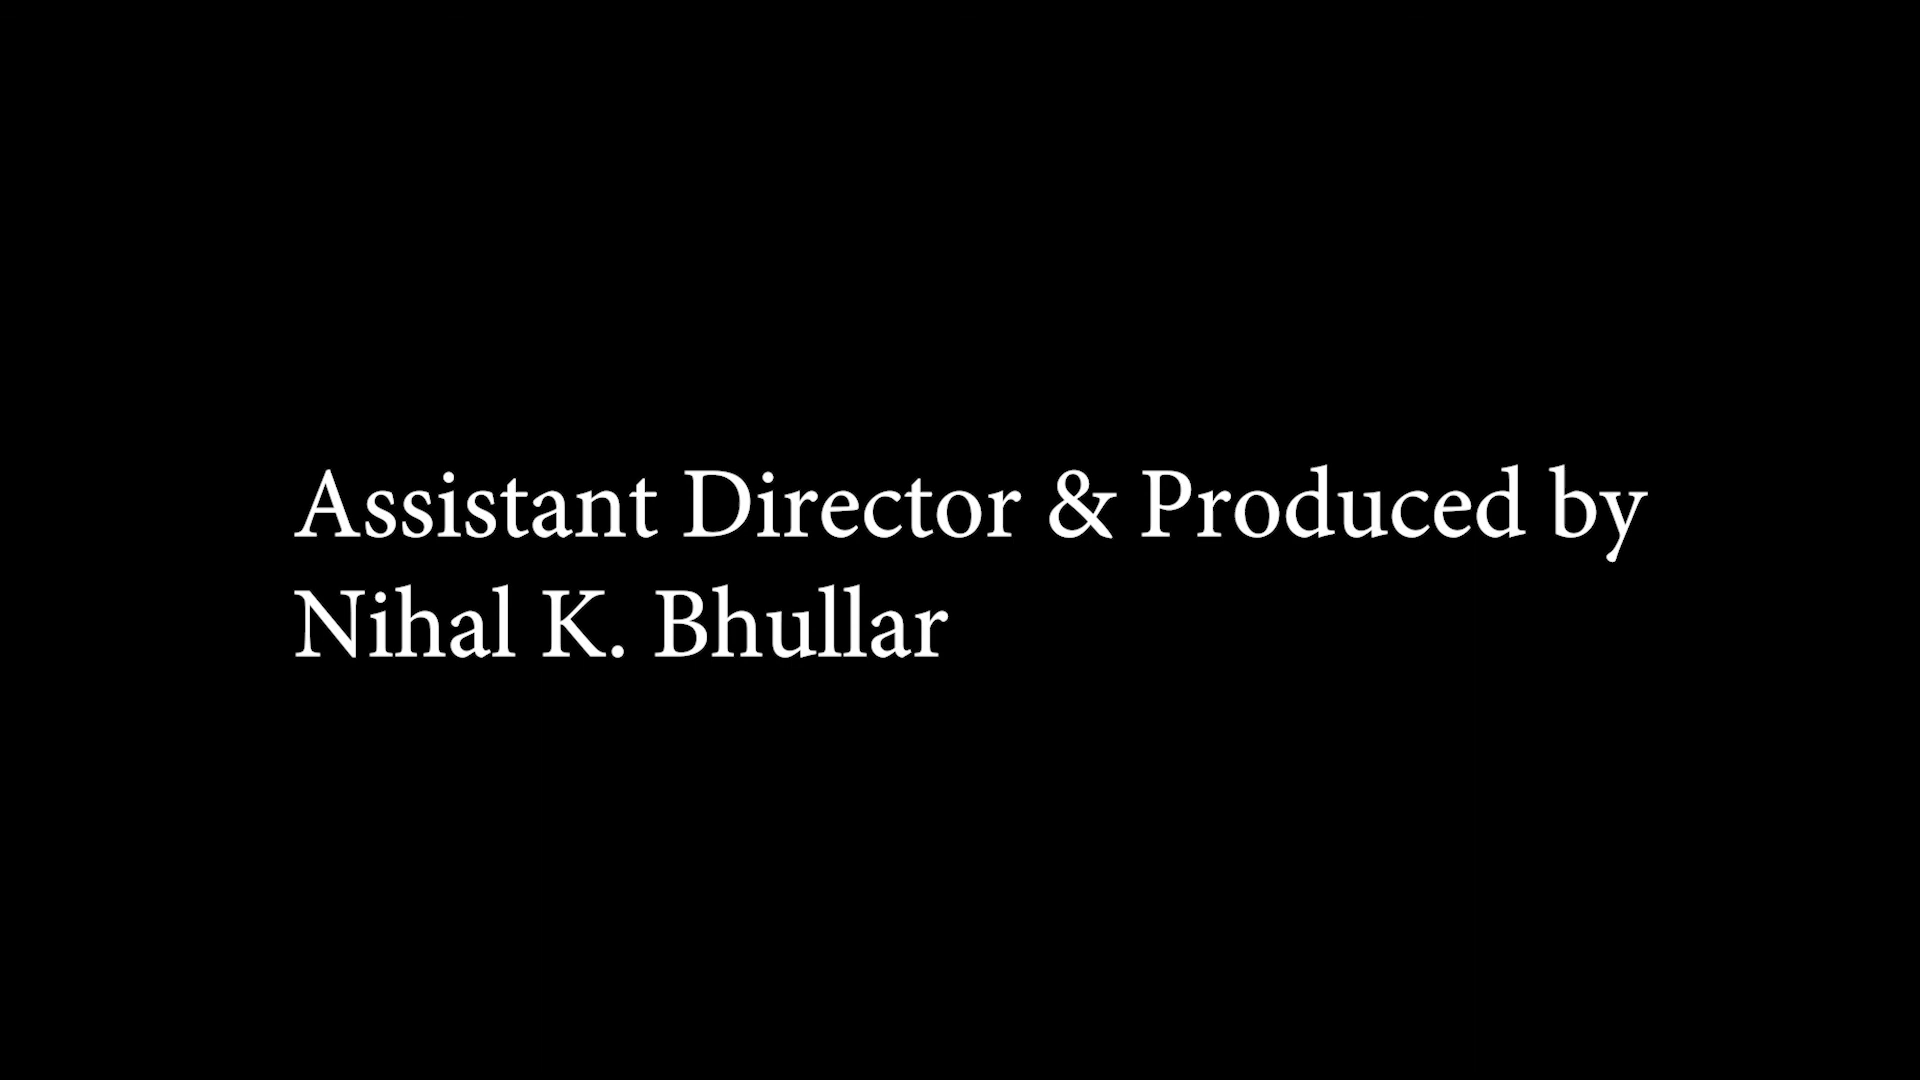 Assistant Director & Produced by
Nihal K. Bhullar